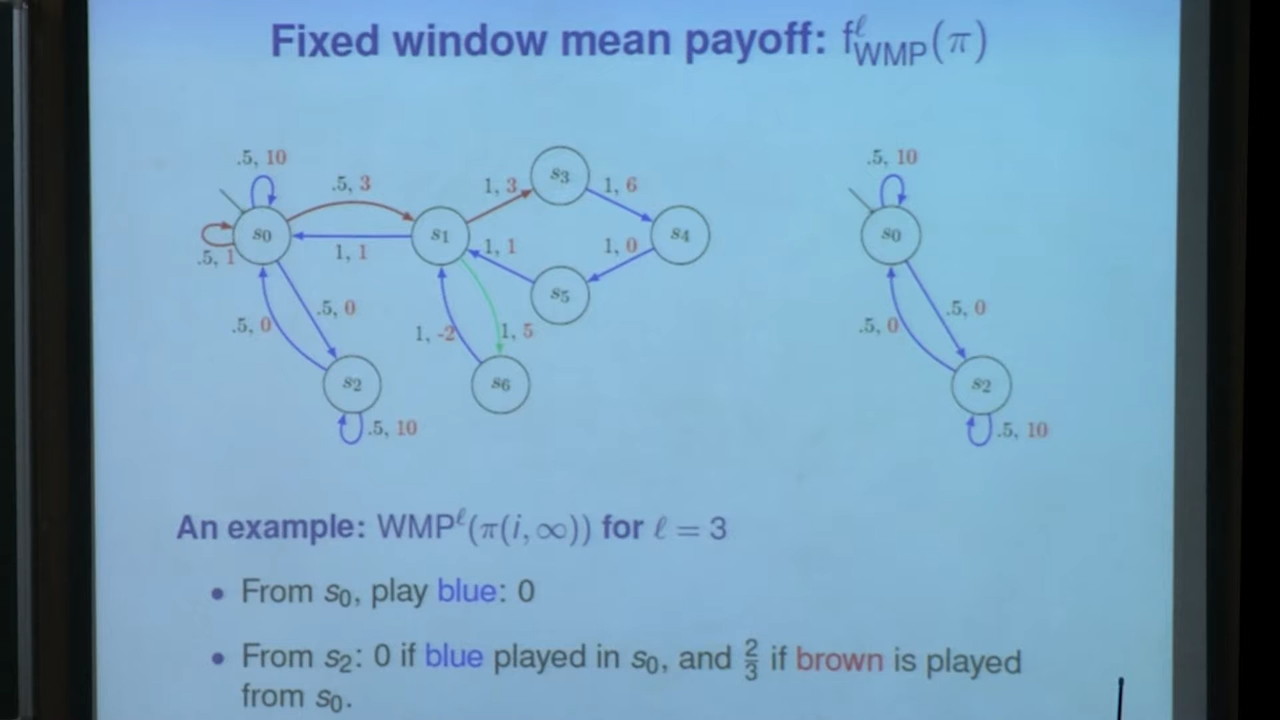 Fixed window mean payoff: f^ℓ_WMP(π)
.5, 10
.5, 3
1, 3
s3
1, 6
.5, 10
s0
s1
s4
s0
.5, 1
1, 1
1, 1
1, 0
s5
.5, 0
.5, 0
1, -2
1, 5
.5, 0
.5, 0
s2
s6
s2
.5, 10
.5, 10
An example: WMP^ℓ(π(i, ∞)) for ℓ = 3
• From s0, play blue: 0
• From s2: 0 if blue played in s0, and 2/3 if brown is played
from s0.